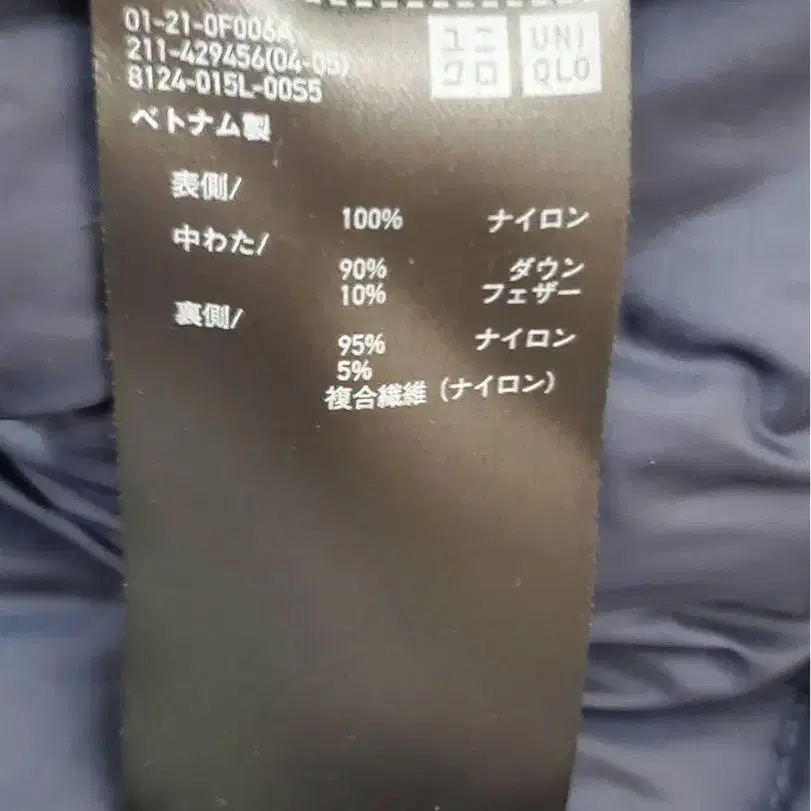 01-21-0F006A
211-429456(04-05)
8124-015L-00S5
ユニ
クロ
UNI
QLO
ベトナム製
表側/
100% ナイロン
中わた/
90% ダウン
10% フェザー
裏側/
95% ナイロン
5%
複合繊維(ナイロン)